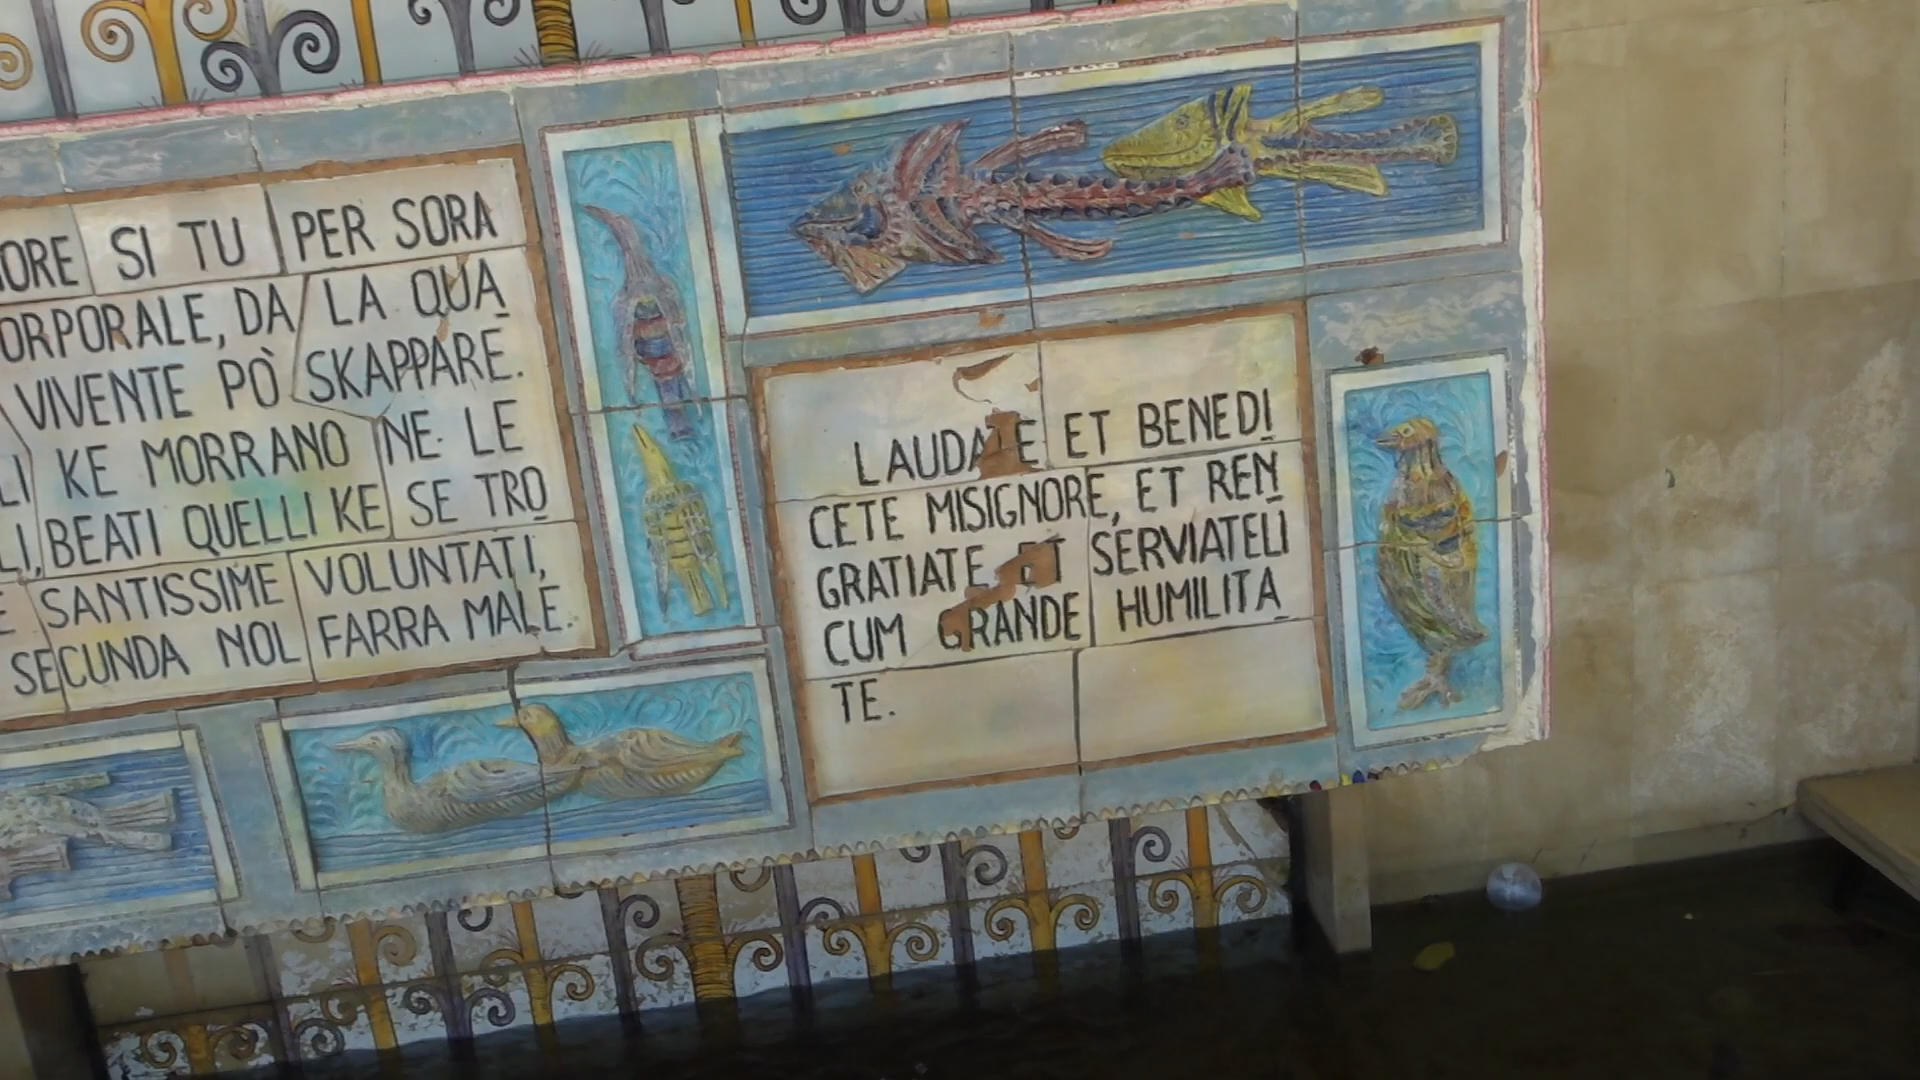 ORE SI TU PER SORA
ORPORALE, DA LA QUA
VIVENTE PÒ SKAPPARE.
LI KE MORRANO NE LE
LI, BEATI QUELLI KE SE TRO
E SANTISSIME VOLUNTATI,
SECUNDA NOL FARRA MALE.
LAUDATE ET BENEDI
CETE MISIGNORE, ET REN
GRATIATE ET SERVIATELI
CUM GRANDE HUMILITA
TE.